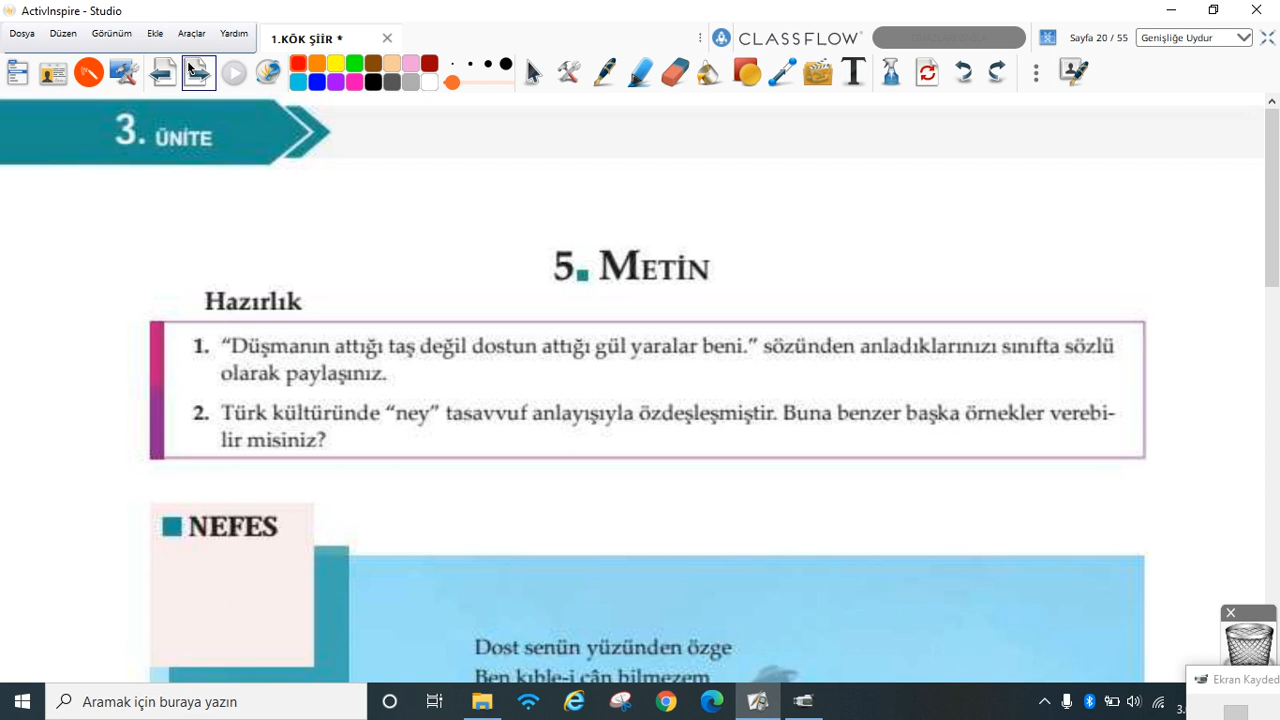 ActivInspire - Studio
Dosya Düzen Görünüm Ekle Araçlar Yardım
1.KÖK ŞİİR *
CLASSFLOW
Sayfa 20 / 55
Genişliğe Uydur
3. ÜNİTE
5. METİN
Hazırlık
1. “Düşmanın attığı taş değil dostun attığı gül yaralar beni.” sözünden anladıklarınızı sınıfta sözlü
olarak paylaşınız.
2. Türk kültüründe “ney” tasavvuf anlayışıyla özdeşleşmiştir. Buna benzer başka örnekler verebi-
lir misiniz?
NEFES
Dost senün yüzünden özge
Ben kıble-i cân bilmezem
Ekran Kayded
Aramak için buraya yazın